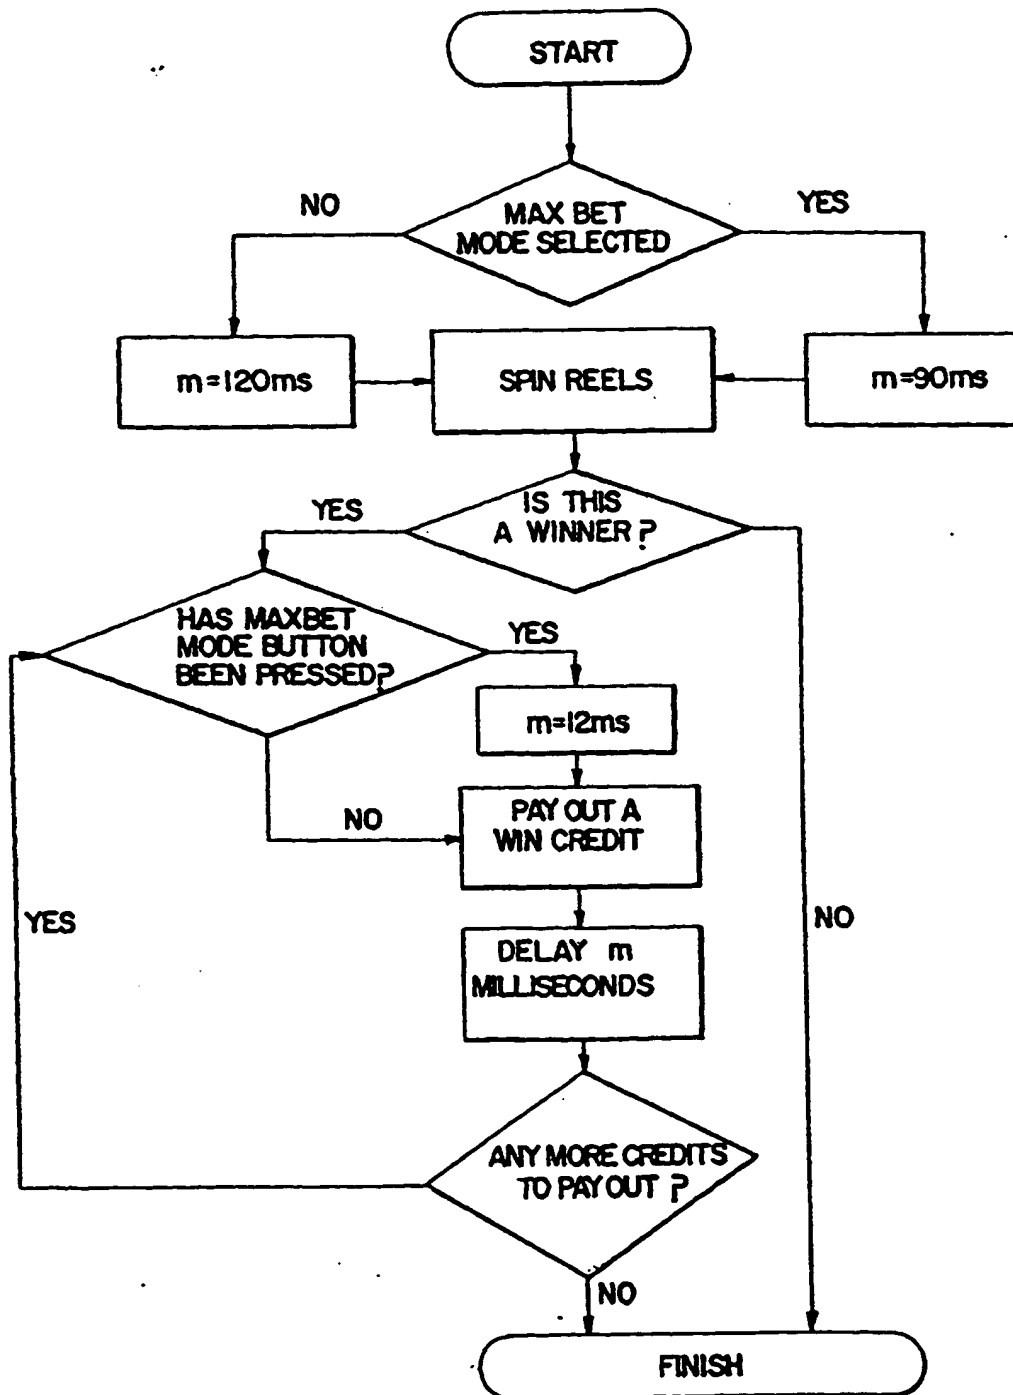 START
NO
YES
MAX BET
MODE SELECTED
m=120ms
SPIN REELS
m=90ms
YES
IS THIS
A WINNER?
HAS MAXBET
MODE BUTTON
BEEN PRESSED?
YES
m=12ms
NO
PAY OUT A
WIN CREDIT
YES
NO
DELAY m
MILLISECONDS
ANY MORE CREDITS
TO PAY OUT ?
NO
FINISH